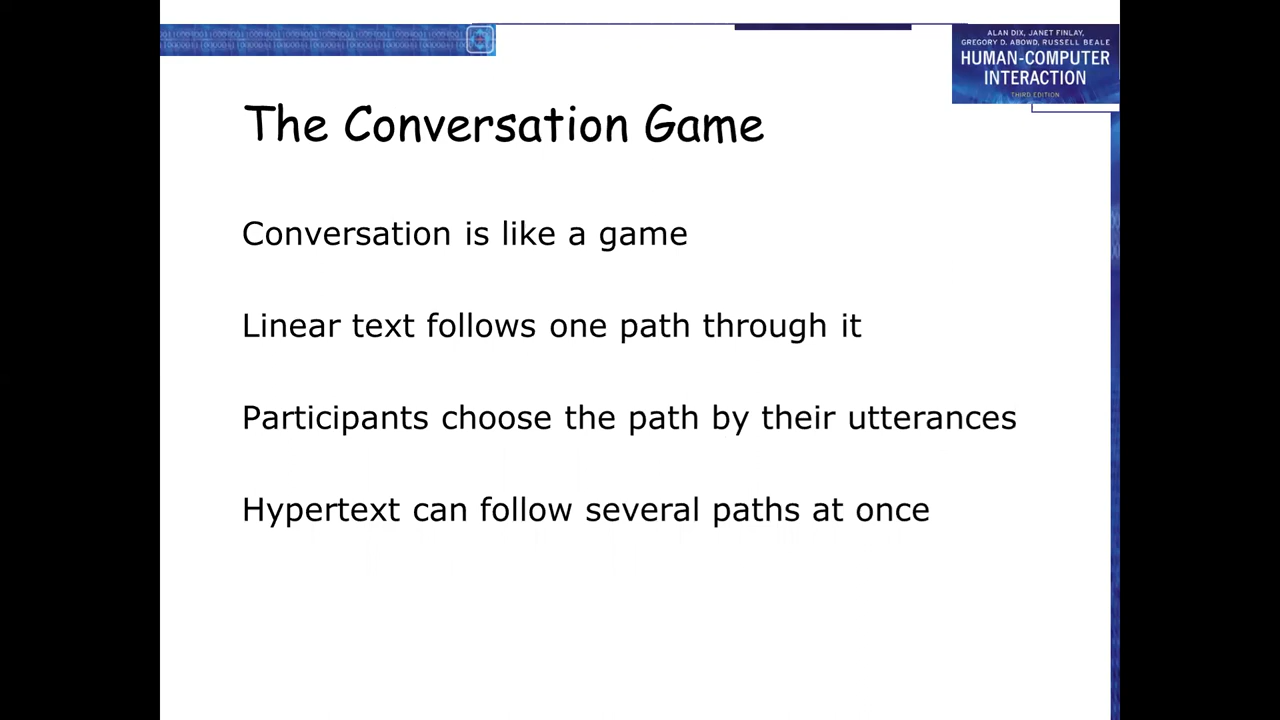 ALAN DIX, JANET FINLAY,
GREGORY D. ABOWD, RUSSELL BEALE
HUMAN-COMPUTER
INTERACTION
THIRD EDITION
The Conversation Game
Conversation is like a game
Linear text follows one path through it
Participants choose the path by their utterances
Hypertext can follow several paths at once